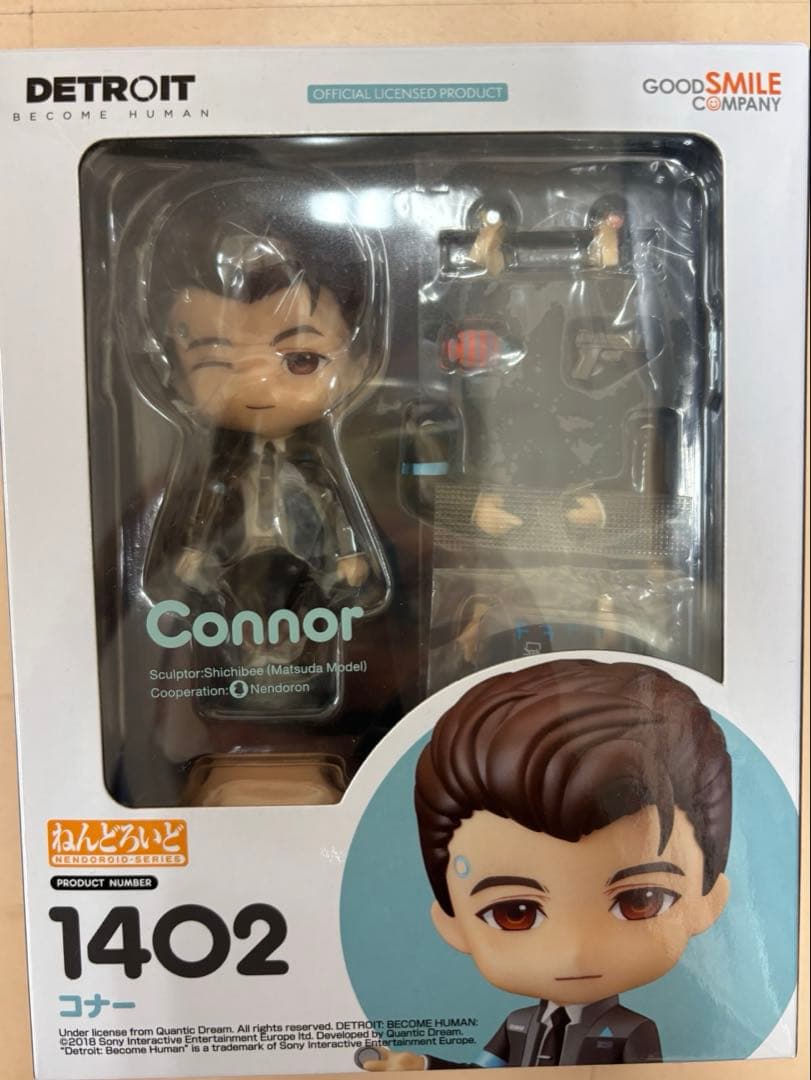 DETROIT
BECOME HUMAN
OFFICIAL LICENSED PRODUCT
GOOD SMILE
COMPANY
Connor
Sculptor:Shichibee (Matsuda Model)
Cooperation: Nendoron
ねんどろいど
NENDOROID-SERIES
PRODUCT NUMBER
1402
コナー
Under license from Quantic Dream. All rights reserved. DETROIT: BECOME HUMAN:
©2018 Sony Interactive Entertainment Europe ltd. Developed by Quantic Dream.
"Detroit: Become Human" is a trademark of Sony Interactive Entertainment Europe.